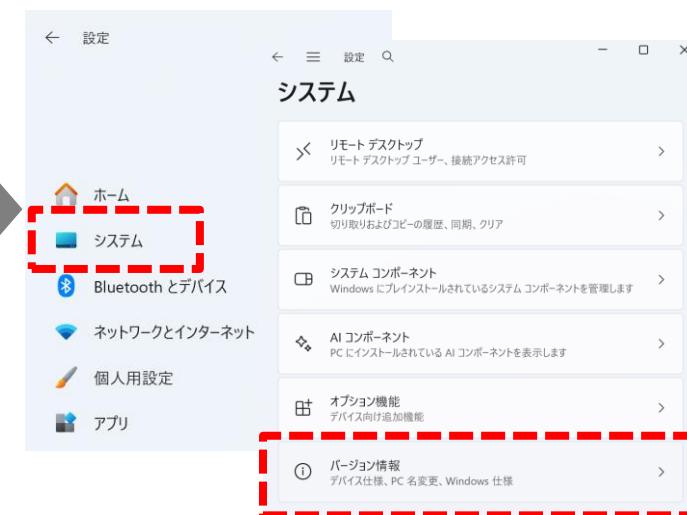 設定
ホーム
システム
Bluetooth とデバイス
ネットワークとインターネット
個人用設定
アプリ
設定
システム
リモート デスクトップ
リモート デスクトップ ユーザー、接続アクセス許可
クリップボード
切り取りおよびコピーの履歴、同期、クリア
システム コンポーネント
Windows にプレインストールされているシステム コンポーネントを管理します
AI コンポーネント
PC にインストールされている AI コンポーネントを表示します
オプション機能
デバイス向け追加機能
バージョン情報
デバイス仕様、PC 名変更、Windows 仕様